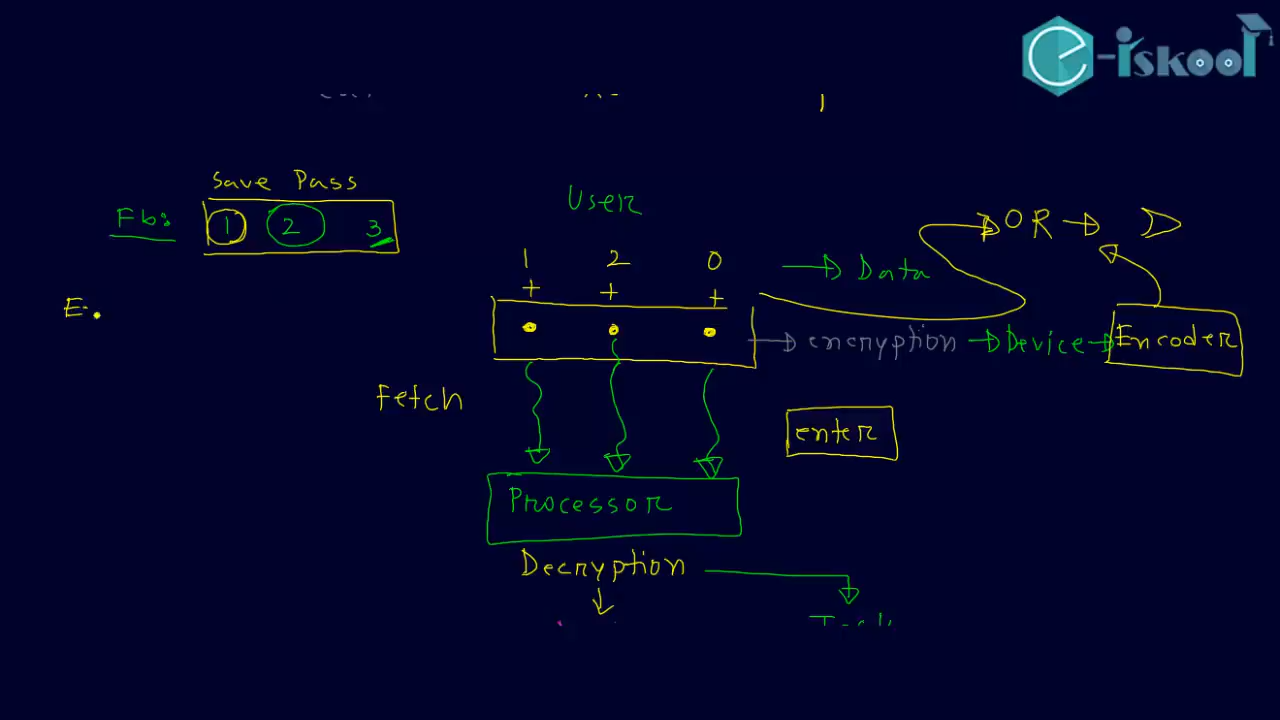 e-iskool
Save Pass
Fb:
1 2 3
User
1 2 0
+ + +
Data
OR
E.
encryption Device Encoder
Fetch
enter
Processor
Decryption